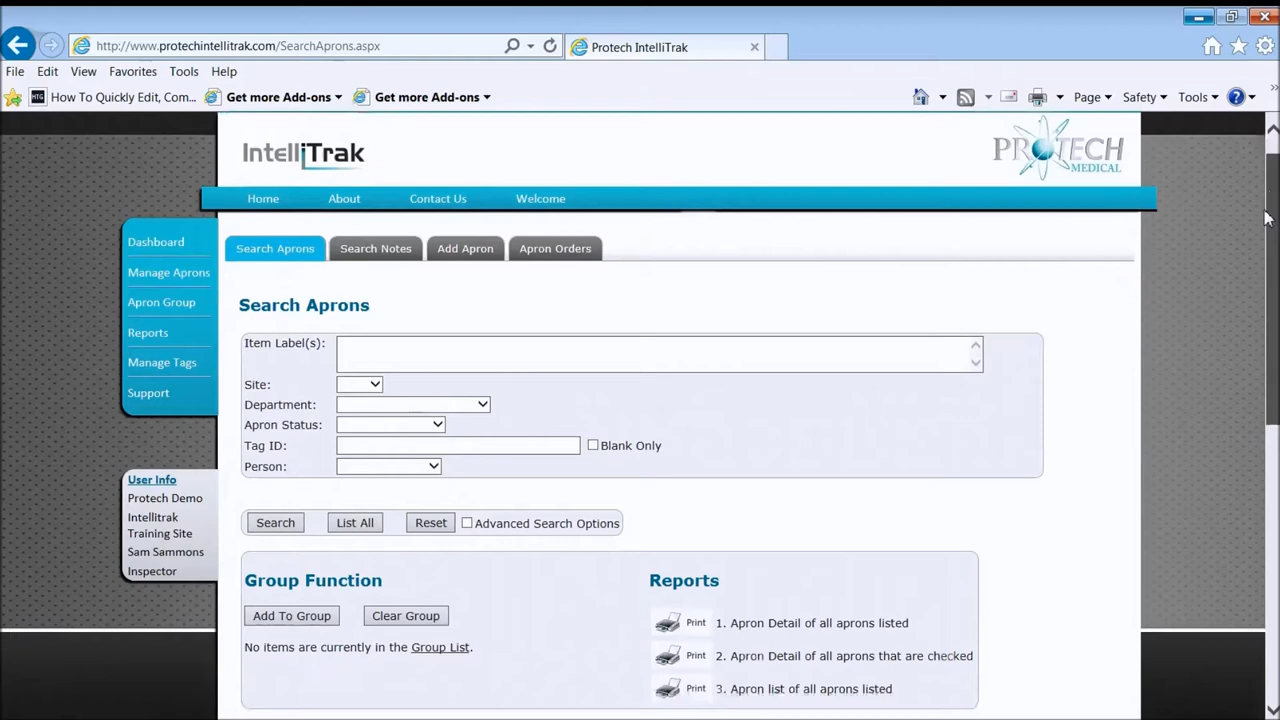 http://www.protechintellitrak.com/SearchAprons.aspx
Protech IntelliTrak
File Edit View Favorites Tools Help
HTG How To Quickly Edit, Com... Get more Add-ons Get more Add-ons Page Safety Tools
IntelliTrak
PROTECH
MEDICAL
Home About Contact Us Welcome
Dashboard
Manage Aprons
Apron Group
Reports
Manage Tags
Support
User Info
Protech Demo
Intellitrak
Training Site
Sam Sammons
Inspector
Search Aprons Search Notes Add Apron Apron Orders
Search Aprons
Item Label(s):
Site:
Department:
Apron Status:
Tag ID: Blank Only
Person:
Search List All Reset Advanced Search Options
Group Function
Add To Group Clear Group
No items are currently in the Group List.
Reports
Print 1. Apron Detail of all aprons listed
Print 2. Apron Detail of all aprons that are checked
Print 3. Apron list of all aprons listed